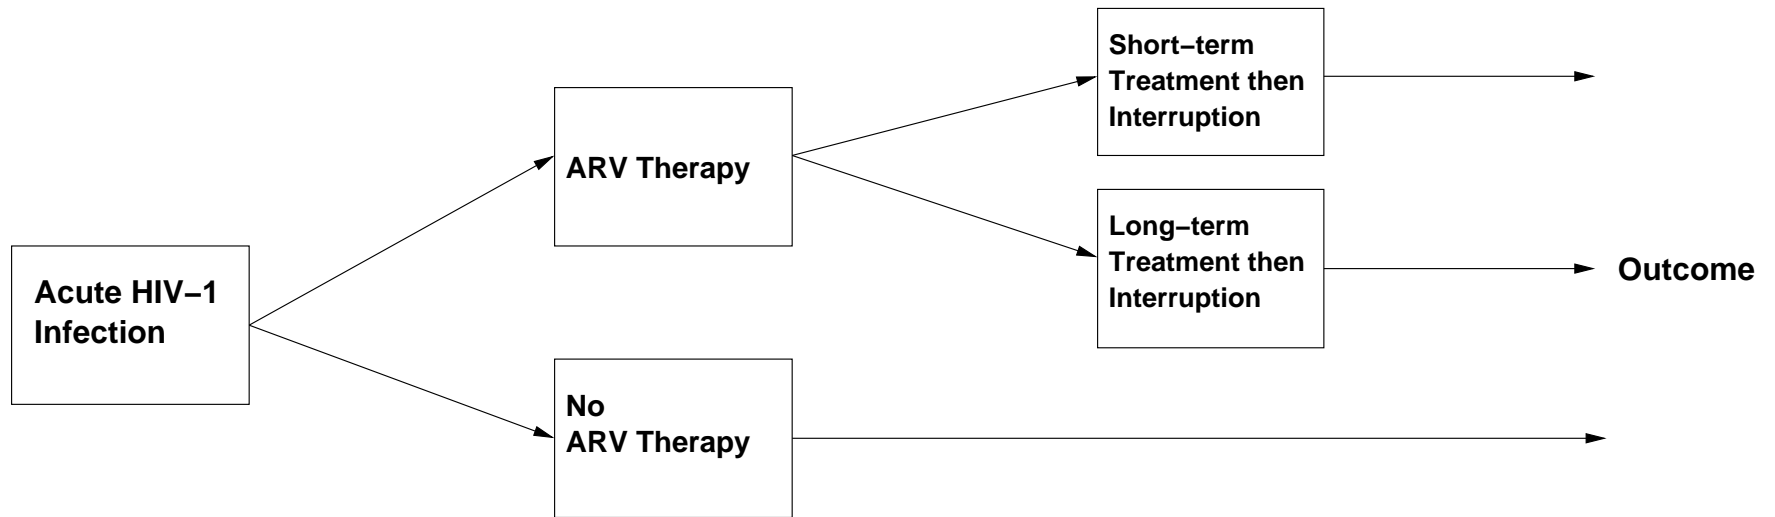 Acute HIV–1
Infection
ARV Therapy
No
ARV Therapy
Short–term
Treatment then
Interruption
Long–term
Treatment then
Interruption
Outcome